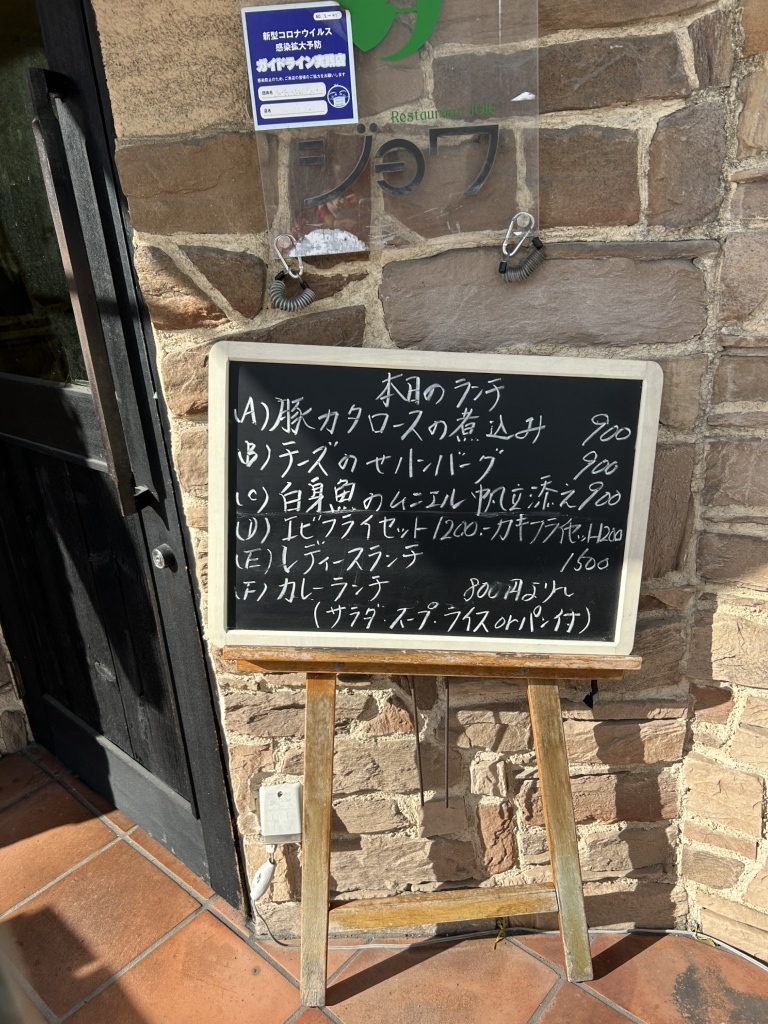 新型コロナウイルス
感染拡大予防
ガイドライン実践店
Restaurant
ジョワ
本日のランチ
(A) 豚カタロースの煮込み 900
(B) チーズのせハンバーグ 900
(C) 白身魚のムニエル 帆立添え 900
(D) エビフライセット 1200.- カキフライセット 1200
(E) レディースランチ 1500
(F) カレーランチ 800円より
(サラダ・スープ・ライス or パン付)